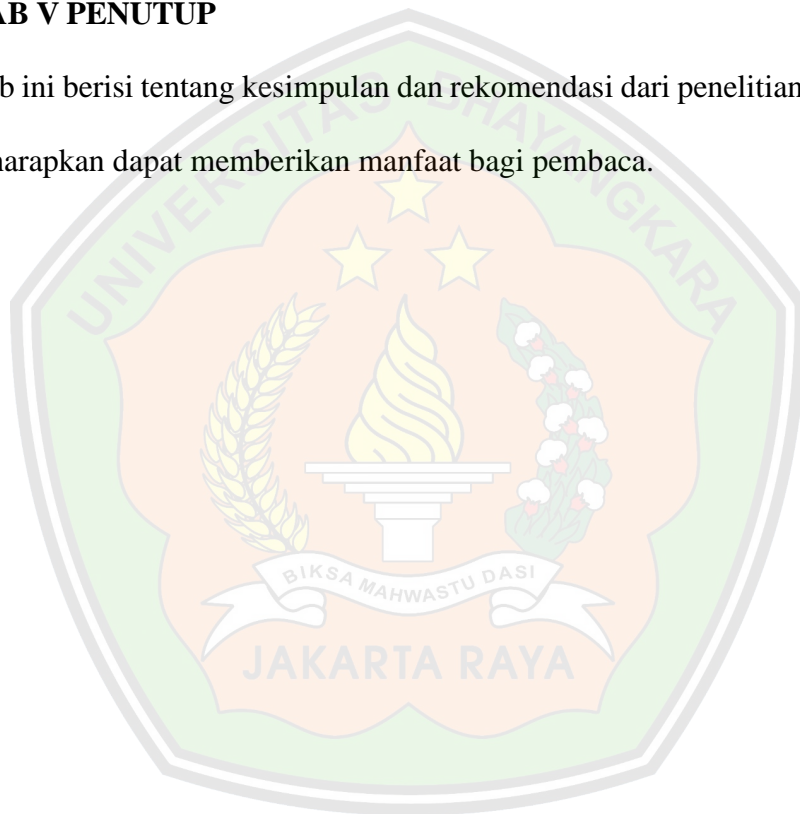 AB V PENUTUP
b ini berisi tentang kesimpulan dan rekomendasi dari penelitian
harapkan dapat memberikan manfaat bagi pembaca.
UNIVERSITAS BHAYANGKARA
BIKSA MAHWASTU DASI
JAKARTA RAYA